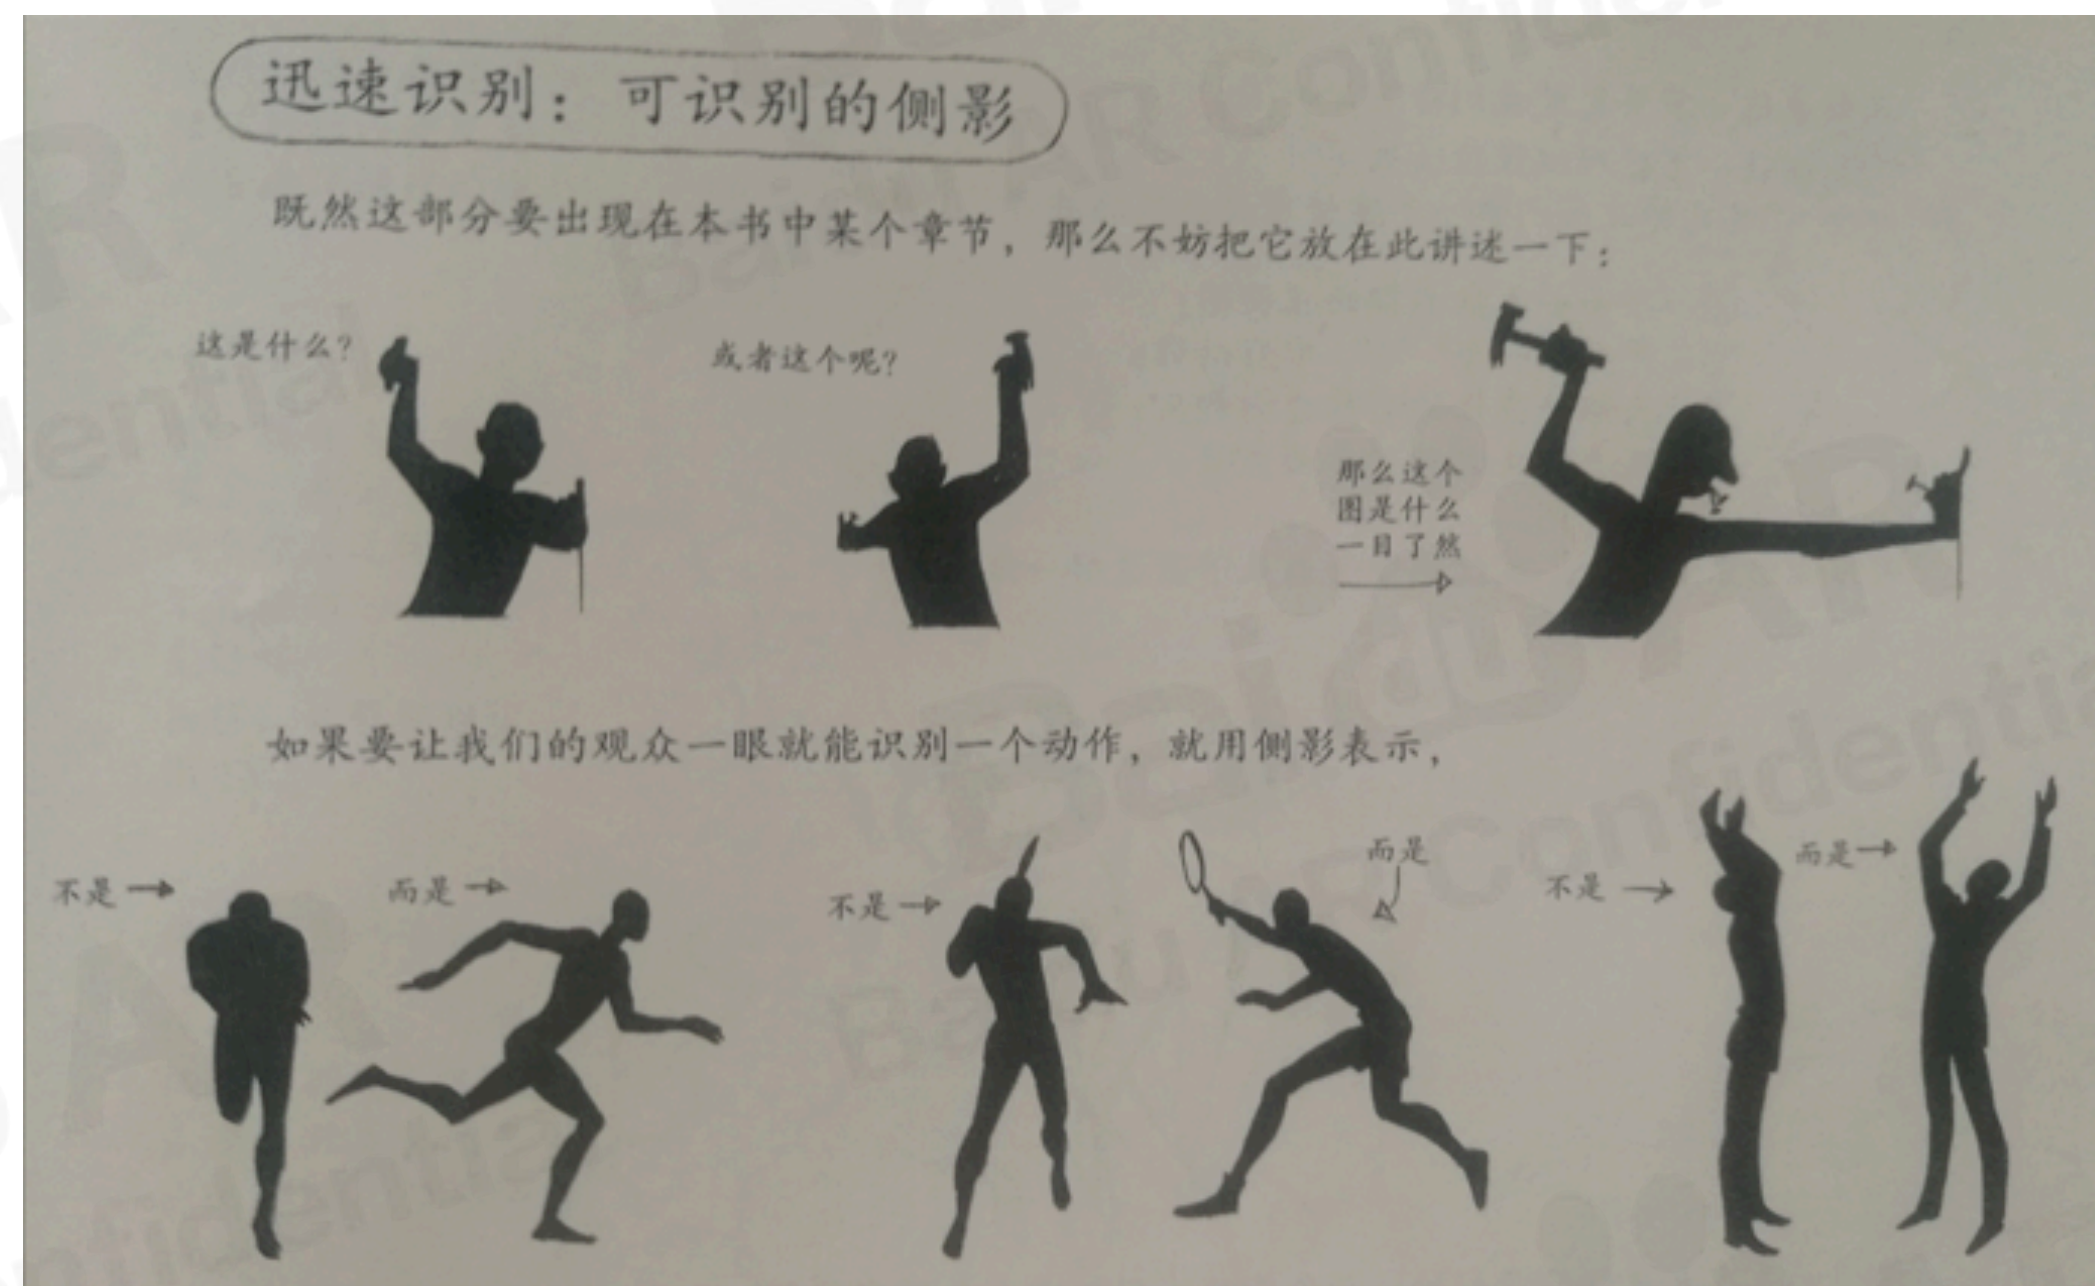 迅速识别：可识别的侧影
既然这部分要出现在本书中某个章节，那么不妨把它放在此讲述一下：
这是什么？
或者这个呢？
那么这个
图是什么
一目了然
如果要让我们的观众一眼就能识别一个动作，就用侧影表示，
不是
而是
不是
而是
不是
而是
Baidu AR Confidential